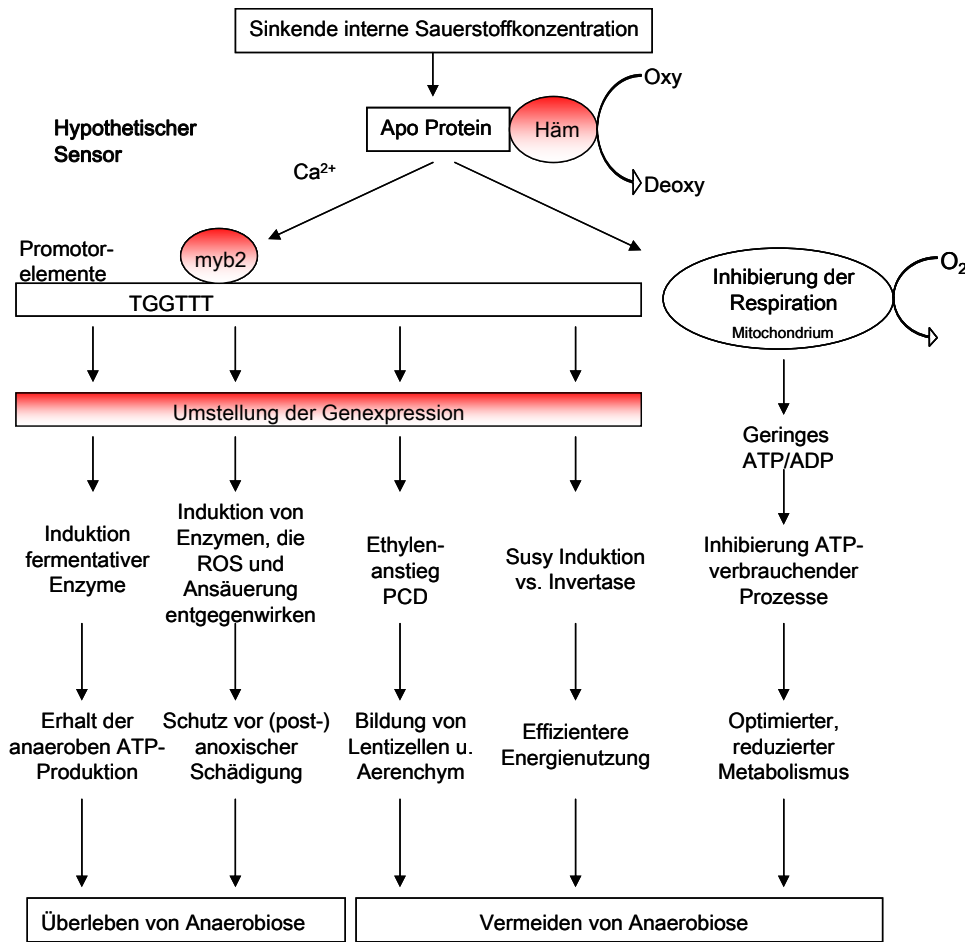 Sinkende interne Sauerstoffkonzentration
Oxy
Hypothetischer
Sensor
Apo Protein
Häm
Ca²⁺
Deoxy
Promotor-
elemente
myb2
TGGTTT
O₂
Inhibierung der
Respiration
Mitochondrium
Umstellung der Genexpression
Geringes
ATP/ADP
Induktion
fermentativer
Enzyme
Induktion von
Enzymen, die
ROS und
Ansäuerung
entgegenwirken
Ethylen-
anstieg
PCD
Susy Induktion
vs. Invertase
Inhibierung ATP-
verbrauchender
Prozesse
Erhalt der
anaeroben ATP-
Produktion
Schutz vor (post-)
anoxischer
Schädigung
Bildung von
Lentizellen u.
Aerenchym
Effizientere
Energienutzung
Optimierter,
reduzierter
Metabolismus
Überleben von Anaerobiose
Vermeiden von Anaerobiose